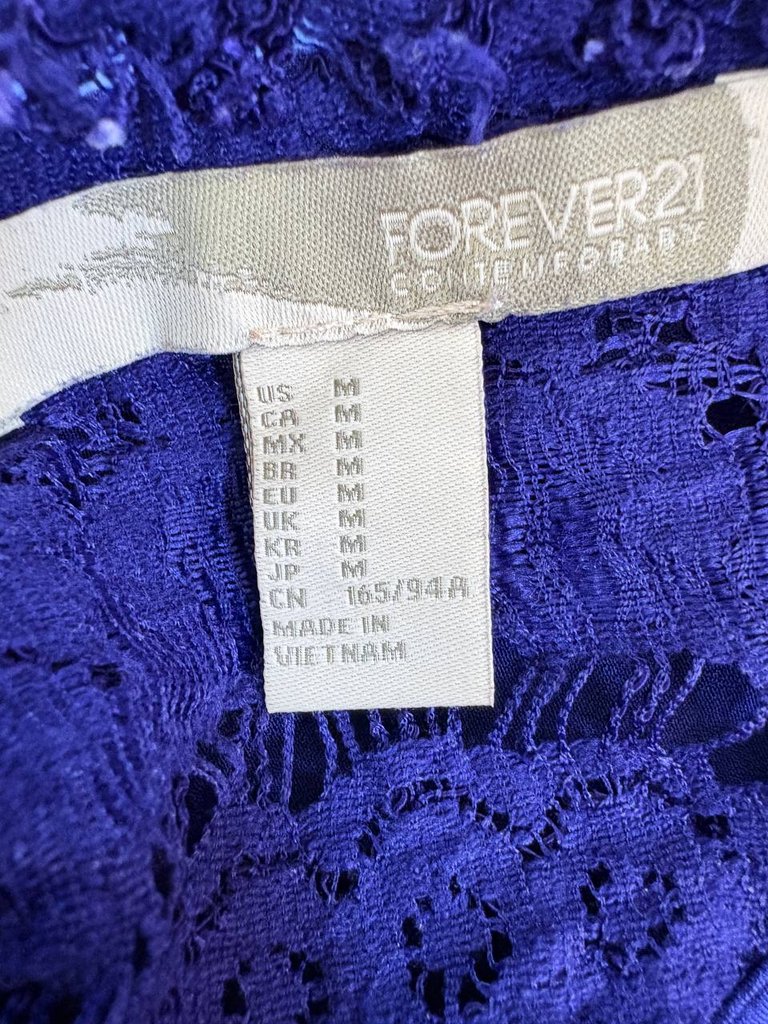 FOREVER21
CONTEMPORARY
US M
CA M
MX M
BR M
EU M
UK M
KR M
JP M
CN 165/94A
MADE IN
VIETNAM